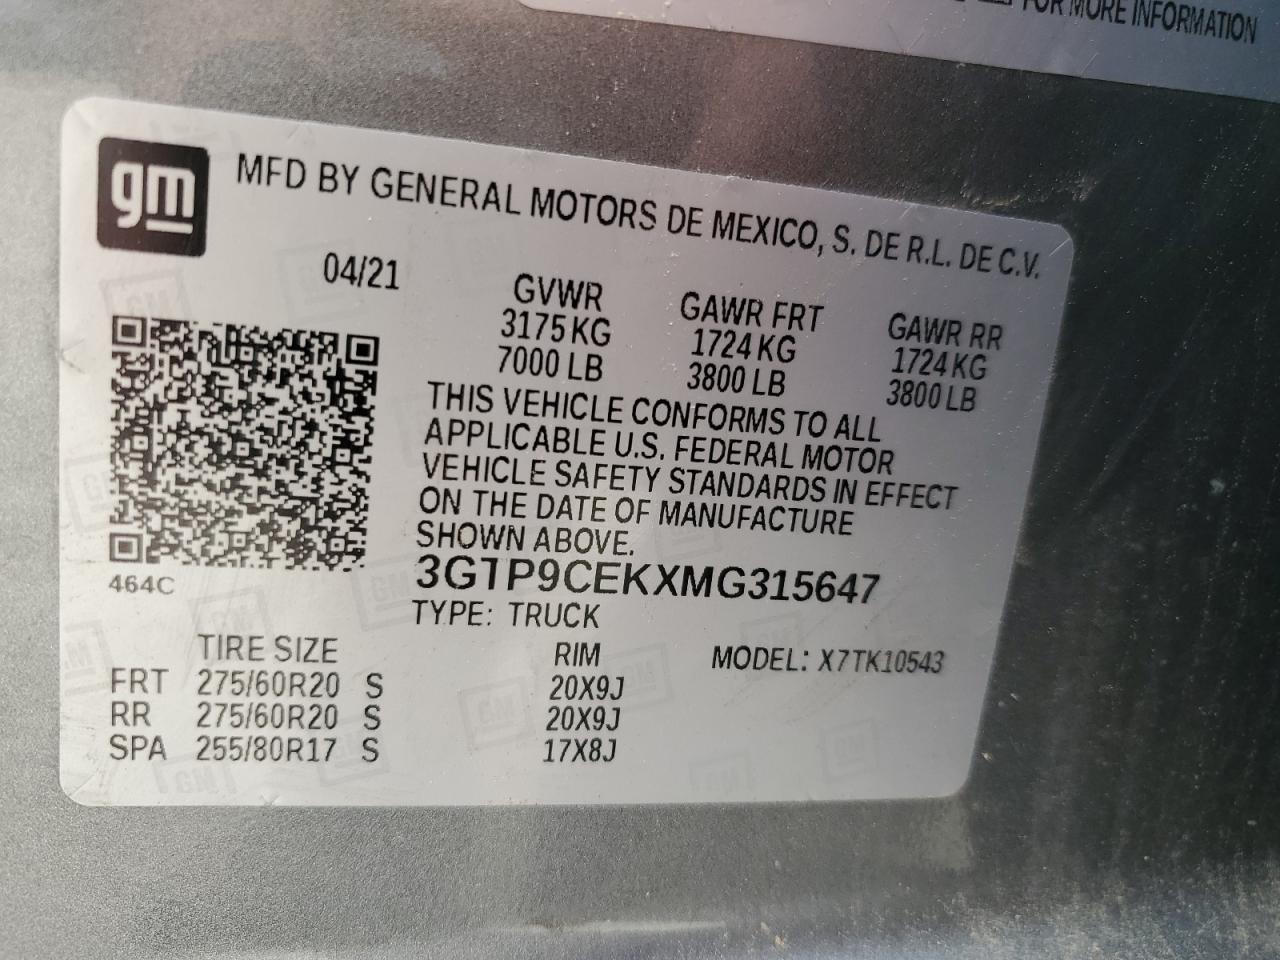 FOR MORE INFORMATION
gm
MFD BY GENERAL MOTORS DE MEXICO, S. DE R.L. DE C.V.
04/21
GVWR GAWR FRT GAWR RR
3175 KG 1724 KG 1724 KG
7000 LB 3800 LB 3800 LB
THIS VEHICLE CONFORMS TO ALL
APPLICABLE U.S. FEDERAL MOTOR
VEHICLE SAFETY STANDARDS IN EFFECT
ON THE DATE OF MANUFACTURE
SHOWN ABOVE.
464C
3GTP9CEKXMG315647
TYPE: TRUCK
TIRE SIZE RIM MODEL: X7TK10543
FRT 275/60R20 S 20X9J
RR 275/60R20 S 20X9J
SPA 255/80R17 S 17X8J